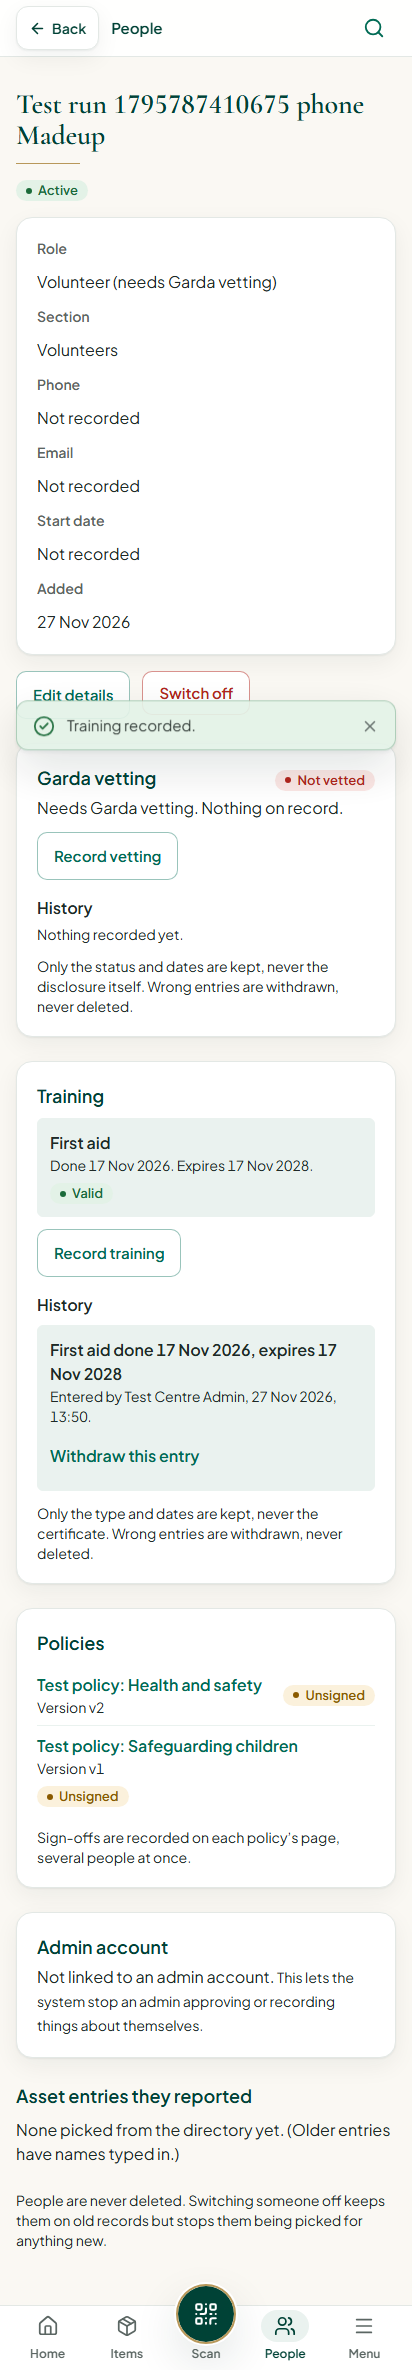 Back People
Test run 1795787410675 phone
Madeup
Active
Role
Volunteer (needs Garda vetting)
Section
Volunteers
Phone
Not recorded
Email
Not recorded
Start date
Not recorded
Added
27 Nov 2026
Edit details Switch off
Training recorded.
Garda vetting Not vetted
Needs Garda vetting. Nothing on record.
Record vetting
History
Nothing recorded yet.
Only the status and dates are kept, never the
disclosure itself. Wrong entries are withdrawn,
never deleted.
Training
First aid
Done 17 Nov 2026. Expires 17 Nov 2028.
Valid
Record training
History
First aid done 17 Nov 2026, expires 17
Nov 2028
Entered by Test Centre Admin, 27 Nov 2026,
13:50.
Withdraw this entry
Only the type and dates are kept, never the
certificate. Wrong entries are withdrawn, never
deleted.
Policies
Test policy: Health and safety Unsigned
Version v2
Test policy: Safeguarding children
Version v1
Unsigned
Sign-offs are recorded on each policy's page,
several people at once.
Admin account
Not linked to an admin account. This lets the
system stop an admin approving or recording
things about themselves.
Asset entries they reported
None picked from the directory yet. (Older entries
have names typed in.)
People are never deleted. Switching someone off keeps
them on old records but stops them being picked for
anything new.
Home Items Scan People Menu